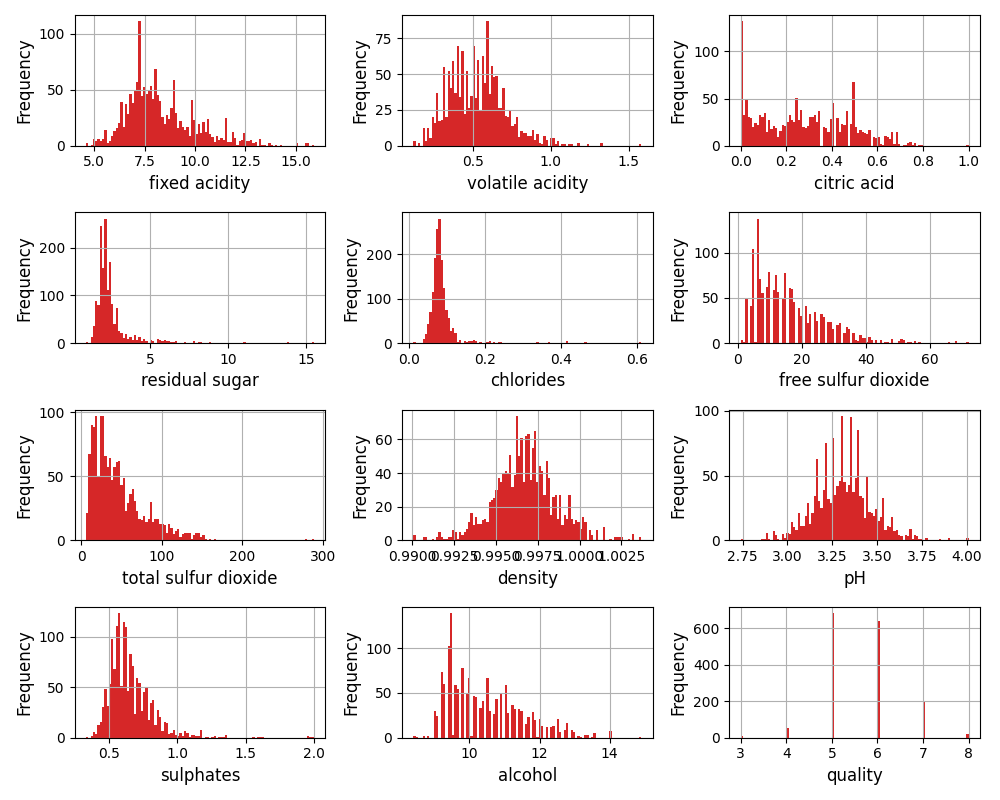 100
50
0
Frequency
5.0 7.5 10.0 12.5 15.0
fixed acidity
75
50
25
0
Frequency
0.5 1.0 1.5
volatile acidity
100
50
0
Frequency
0.0 0.2 0.4 0.6 0.8 1.0
citric acid
200
100
0
Frequency
5 10 15
residual sugar
200
100
0
Frequency
0.0 0.2 0.4 0.6
chlorides
100
50
0
Frequency
0 20 40 60
free sulfur dioxide
100
50
0
Frequency
0 100 200 300
total sulfur dioxide
60
40
20
0
Frequency
0.9900 0.9925 0.9950 0.9975 1.0000 1.0025
density
100
50
0
Frequency
2.75 3.00 3.25 3.50 3.75 4.00
pH
100
50
0
Frequency
0.5 1.0 1.5 2.0
sulphates
100
50
0
Frequency
10 12 14
alcohol
600
400
200
0
Frequency
3 4 5 6 7 8
quality